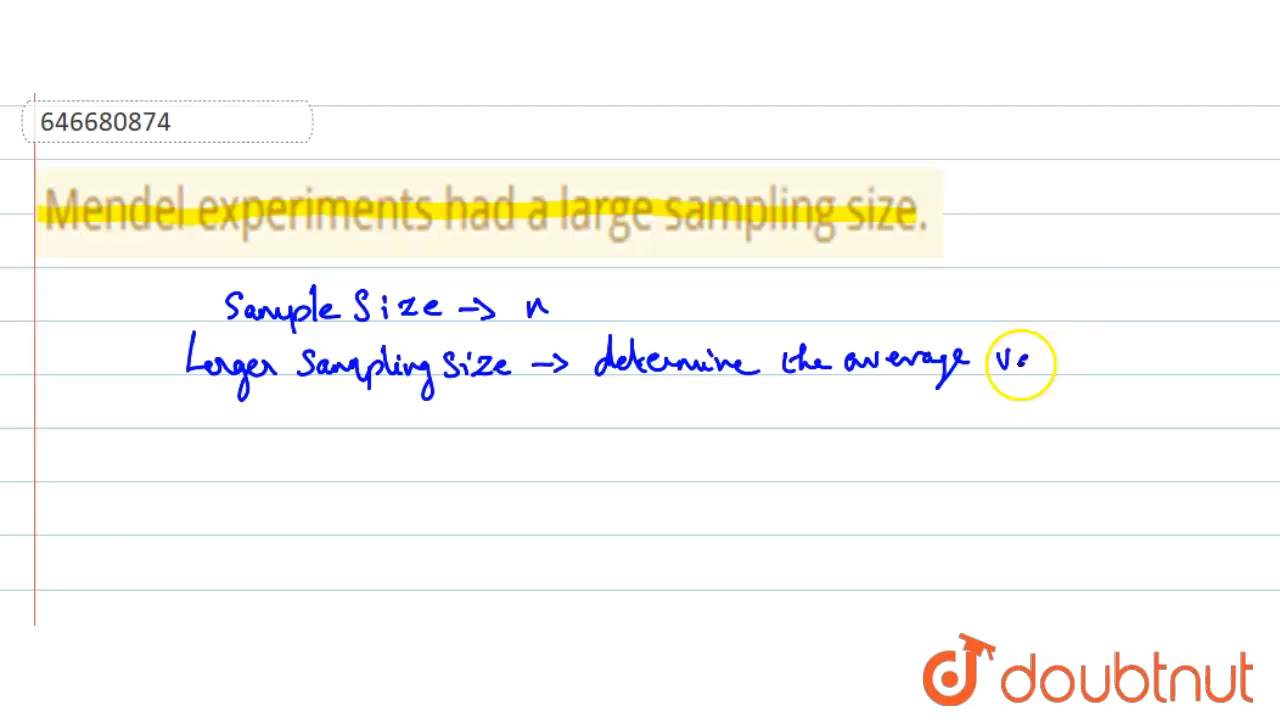 646680874
Mendel experiments had a large sampling size.
Sample Size → n
Larger Sampling Size → determine the average
doubtnut